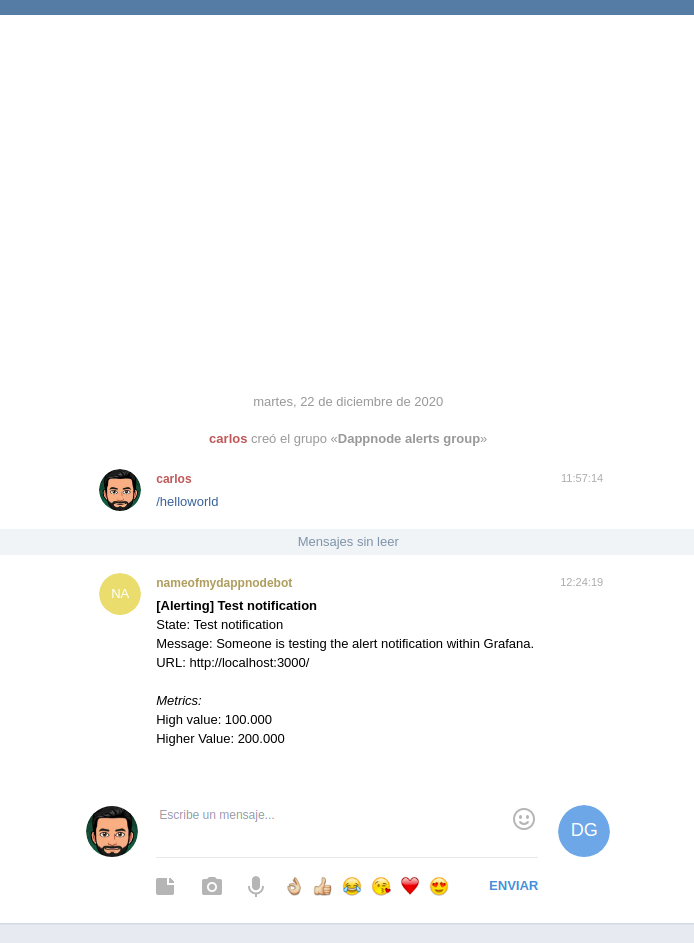 martes, 22 de diciembre de 2020
carlos creó el grupo «Dappnode alerts group»
carlos 11:57:14
/helloworld
Mensajes sin leer
NA nameofmydappnodebot 12:24:19
[Alerting] Test notification
State: Test notification
Message: Someone is testing the alert notification within Grafana.
URL: http://localhost:3000/
Metrics:
High value: 100.000
Higher Value: 200.000
Escribe un mensaje...
DG
ENVIAR